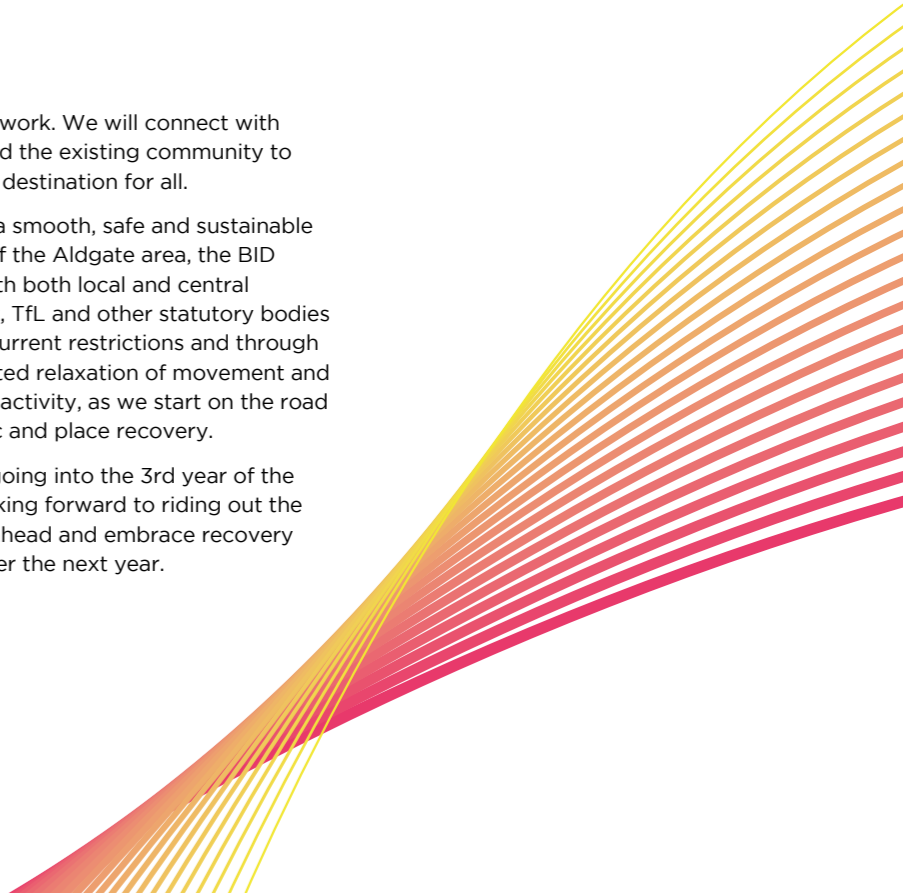 work. We will connect with
d the existing community to
destination for all.
a smooth, safe and sustainable
f the Aldgate area, the BID
th both local and central
, TfL and other statutory bodies
urrent restrictions and through
ted relaxation of movement and
activity, as we start on the road
c and place recovery.
oing into the 3rd year of the
king forward to riding out the
head and embrace recovery
er the next year.